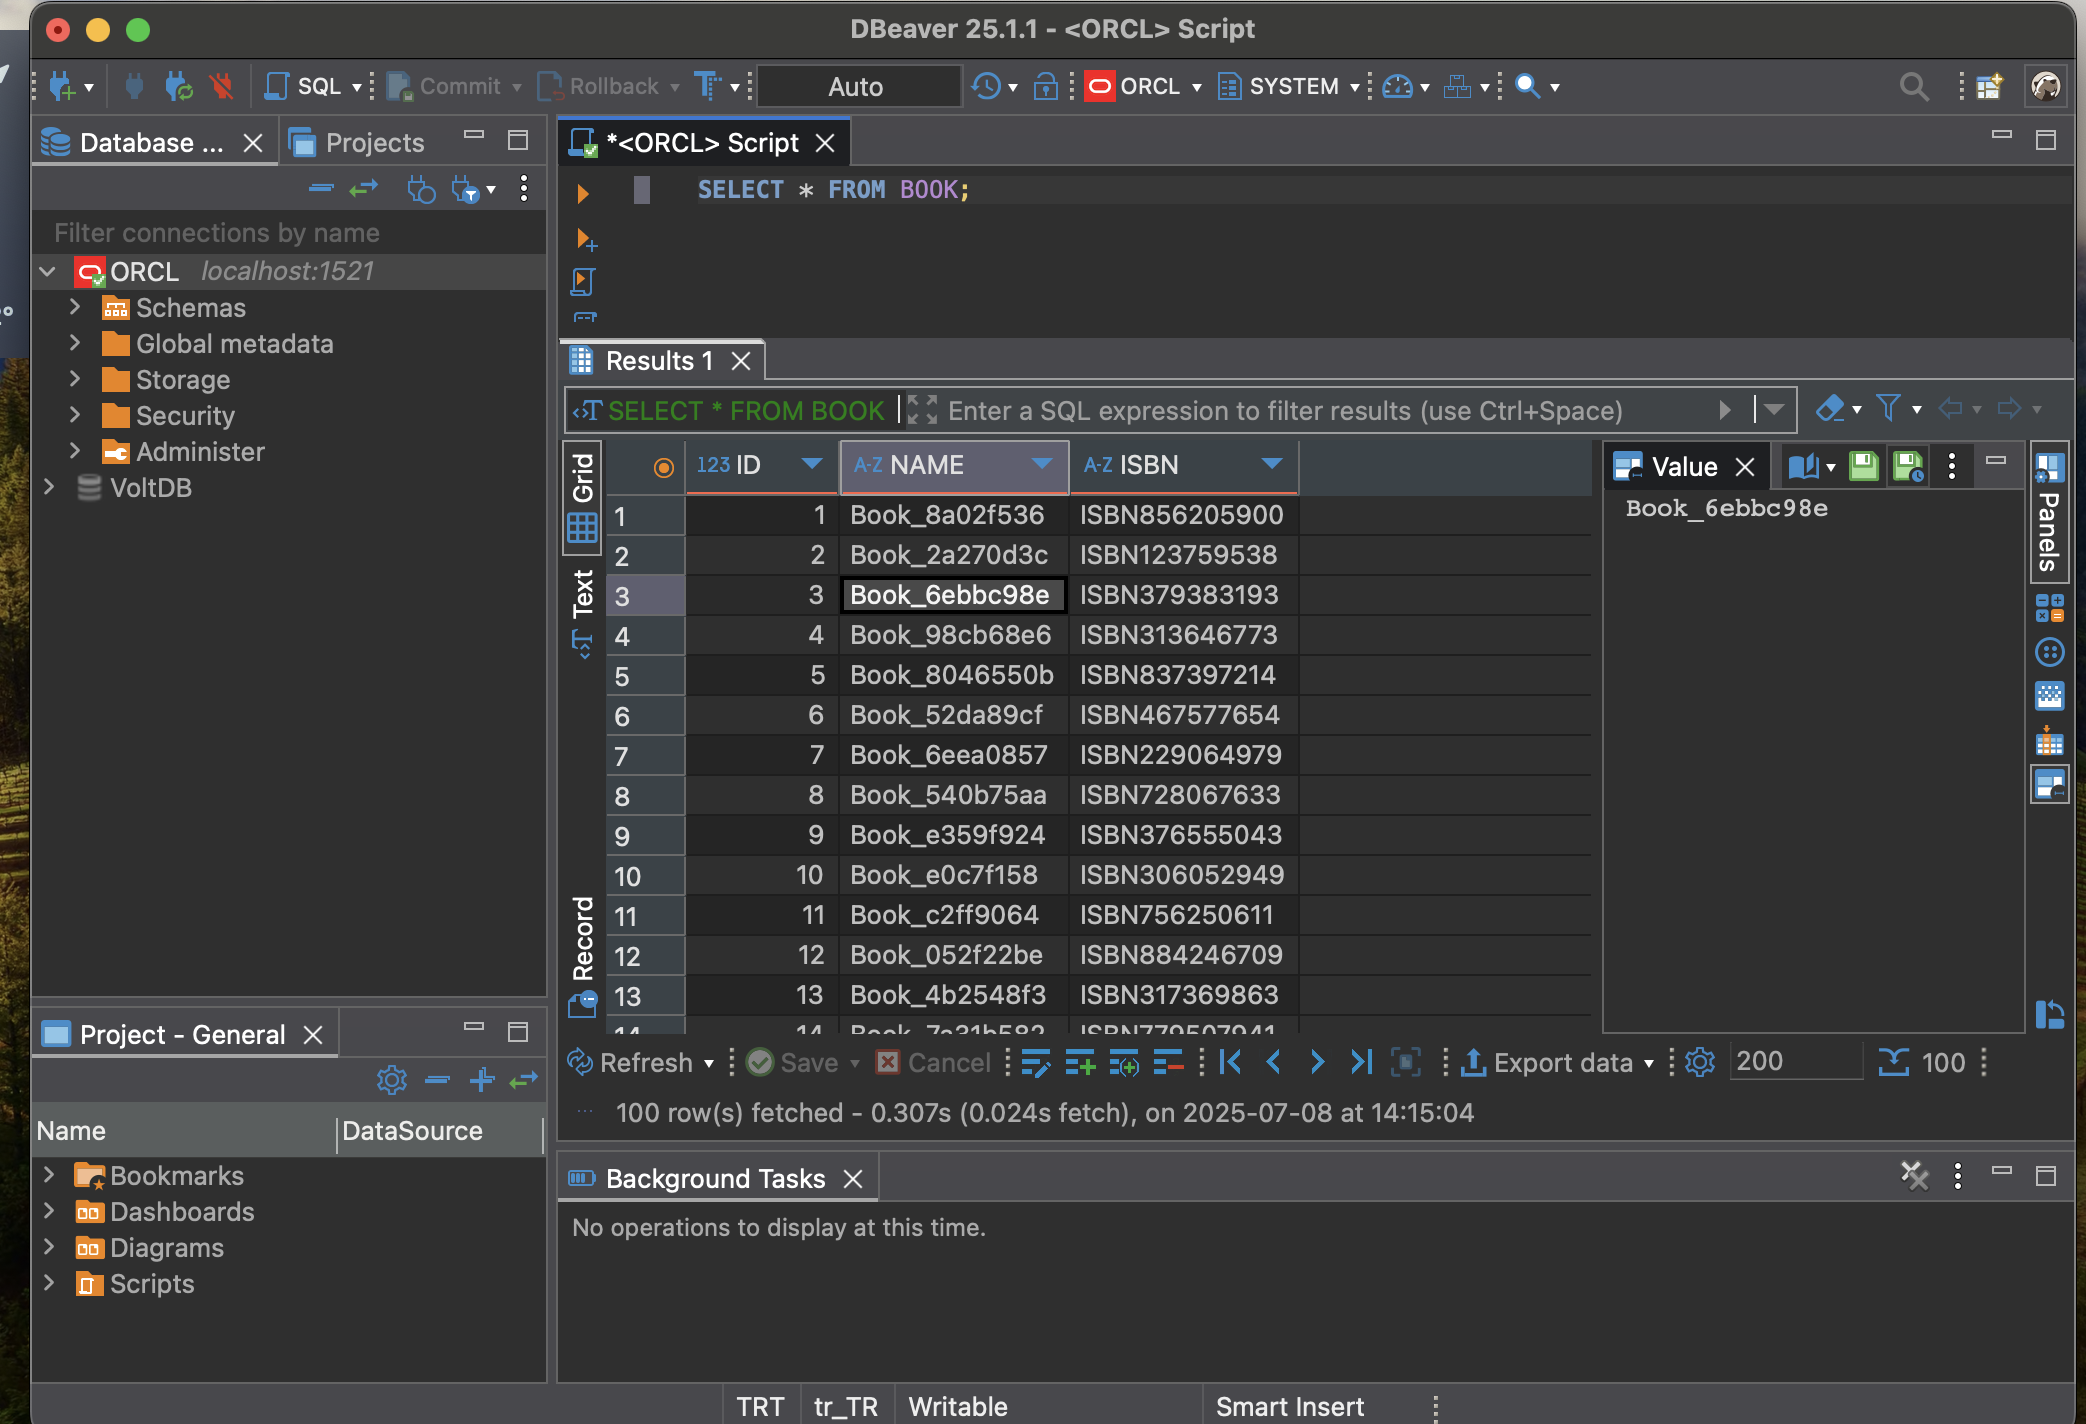 DBeaver 25.1.1 - <ORCL> Script
SQL Commit Rollback Auto ORCL SYSTEM
Database ... Projects
Filter connections by name
ORCL localhost:1521
Schemas
Global metadata
Storage
Security
Administer
VoltDB
Project - General
Name DataSource
Bookmarks
Dashboards
Diagrams
Scripts
*<ORCL> Script
SELECT * FROM BOOK;
Results 1
SELECT * FROM BOOK Enter a SQL expression to filter results (use Ctrl+Space)
Grid
Text
Record
123 ID A-Z NAME A-Z ISBN
1 1 Book_8a02f536 ISBN856205900
2 2 Book_2a270d3c ISBN123759538
3 3 Book_6ebbc98e ISBN379383193
4 4 Book_98cb68e6 ISBN313646773
5 5 Book_8046550b ISBN837397214
6 6 Book_52da89cf ISBN467577654
7 7 Book_6eea0857 ISBN229064979
8 8 Book_540b75aa ISBN728067633
9 9 Book_e359f924 ISBN376555043
10 10 Book_e0c7f158 ISBN306052949
11 11 Book_c2ff9064 ISBN756250611
12 12 Book_052f22be ISBN884246709
13 13 Book_4b2548f3 ISBN317369863
14 14
Value
Book_6ebbc98e
Panels
Refresh Save Cancel Export data 200 100
100 row(s) fetched - 0.307s (0.024s fetch), on 2025-07-08 at 14:15:04
Background Tasks
No operations to display at this time.
TRT tr_TR Writable Smart Insert